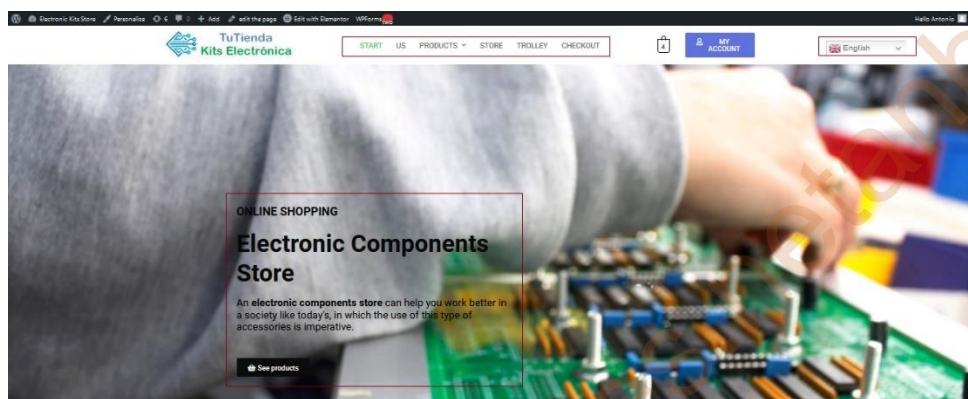 Electronic Kits Store Personalise 6 0 + Add edit the page Edit with Elementor WPForms
Hello Antonio
TuTienda
Kits Electrónica
START US PRODUCTS STORE TROLLEY CHECKOUT
4
MY
ACCOUNT
English
ONLINE SHOPPING
Electronic Components
Store
An electronic components store can help you work better in
a society like today's, in which the use of this type of
accessories is imperative.
See products